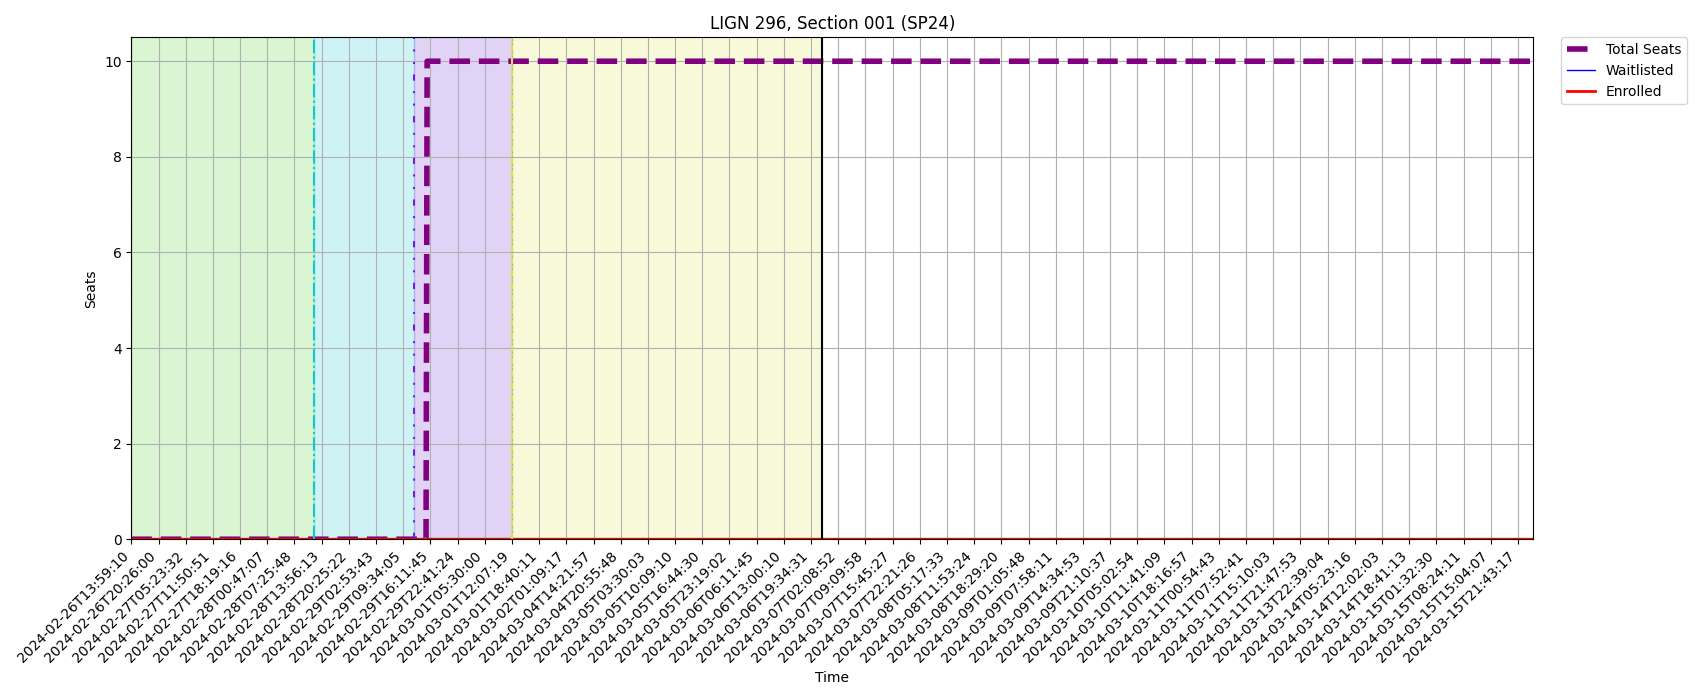 LIGN 296, Section 001 (SP24)
Total Seats
Waitlisted
Enrolled
Seats
10
8
6
4
2
0
2024-02-26T13:59:10
2024-02-26T20:26:00
2024-02-27T05:23:32
2024-02-27T11:50:51
2024-02-27T18:19:16
2024-02-28T00:47:07
2024-02-28T07:25:48
2024-02-28T13:56:13
2024-02-28T20:25:22
2024-02-29T02:53:43
2024-02-29T09:34:05
2024-02-29T16:11:45
2024-02-29T22:41:24
2024-03-01T05:30:00
2024-03-01T12:07:19
2024-03-01T18:40:11
2024-03-02T01:09:17
2024-03-04T14:21:57
2024-03-04T20:55:48
2024-03-05T03:30:03
2024-03-05T10:09:10
2024-03-05T16:44:30
2024-03-05T23:19:02
2024-03-06T06:11:45
2024-03-06T13:00:10
2024-03-06T19:34:31
2024-03-07T02:08:52
2024-03-07T09:09:58
2024-03-07T15:45:27
2024-03-07T22:21:26
2024-03-08T05:17:33
2024-03-08T11:53:24
2024-03-08T18:29:20
2024-03-09T01:05:48
2024-03-09T07:58:11
2024-03-09T14:34:53
2024-03-09T21:10:37
2024-03-10T05:02:54
2024-03-10T11:41:09
2024-03-10T18:16:57
2024-03-11T00:54:43
2024-03-11T07:52:41
2024-03-11T15:10:03
2024-03-11T21:47:53
2024-03-13T22:39:04
2024-03-14T05:23:16
2024-03-14T12:02:03
2024-03-14T18:41:13
2024-03-15T01:32:30
2024-03-15T08:24:11
2024-03-15T15:04:07
2024-03-15T21:43:17
Time